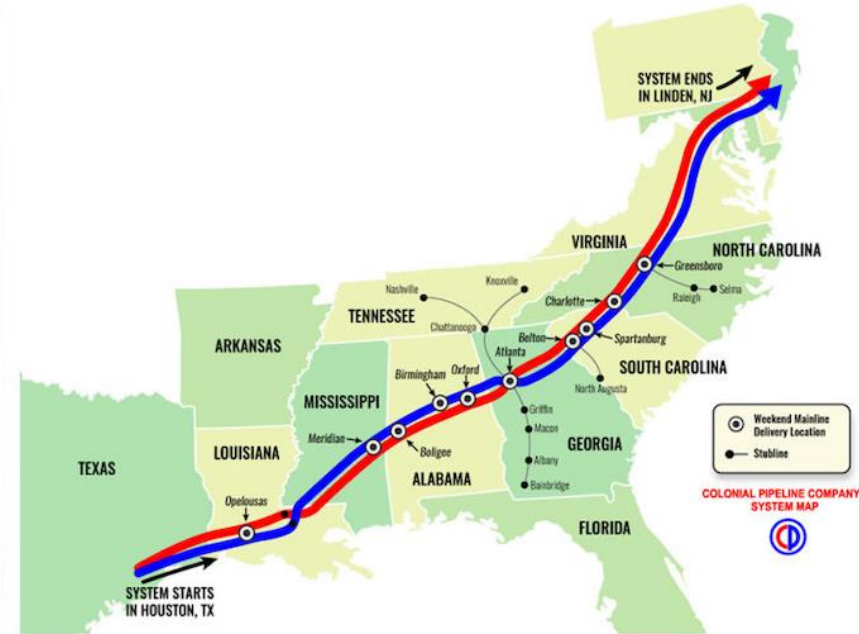 SYSTEM ENDS
IN LINDEN, NJ
VIRGINIA
NORTH CAROLINA
Greensboro
Knoxville
Nashville
Raleigh
Selma
Charlotte
TENNESSEE
Chattanooga
Belton
Spartanburg
ARKANSAS
Atlanta
SOUTH CAROLINA
Oxford
Birmingham
North Augusta
MISSISSIPPI
Griffin
Macon
Meridian
GEORGIA
LOUISIANA
Boligee
TEXAS
ALABAMA
Albany
Bainbridge
Opelousas
FLORIDA
Weekend Mainline
Delivery Location
Stubline
COLONIAL PIPELINE COMPANY
SYSTEM MAP
SYSTEM STARTS
IN HOUSTON, TX